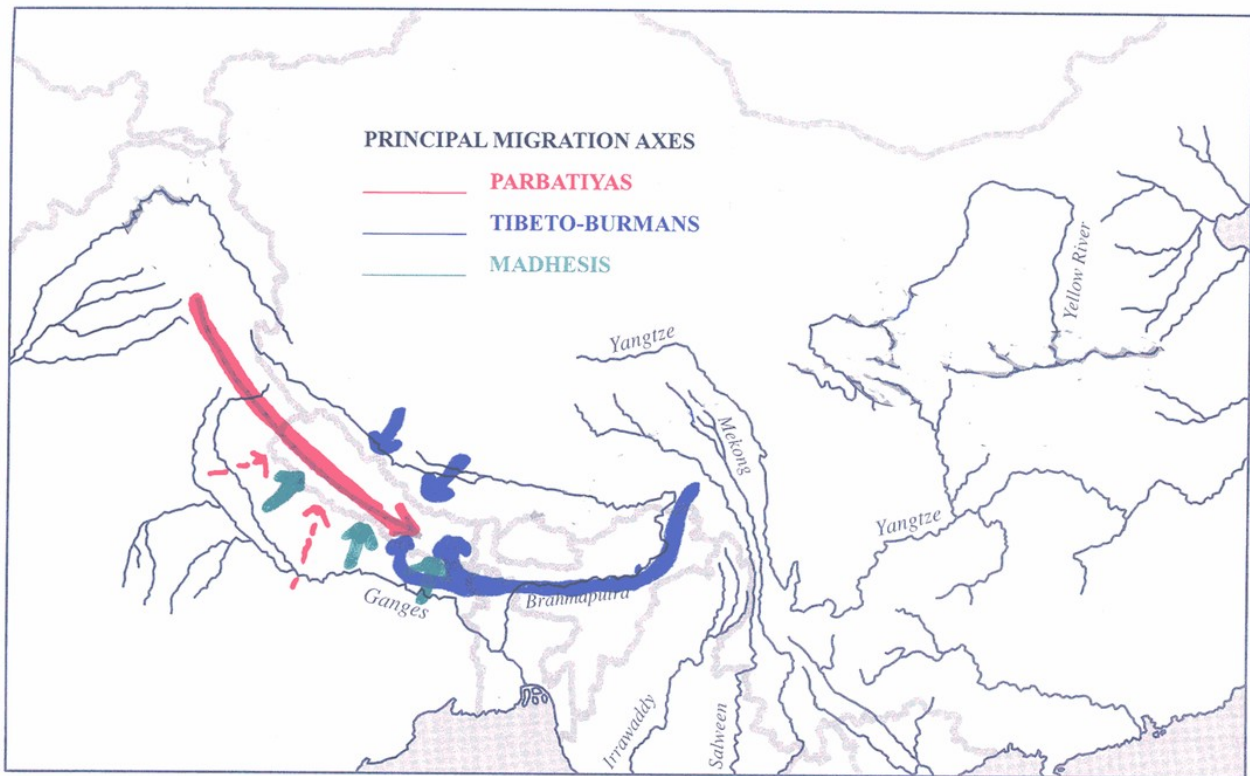 PRINCIPAL MIGRATION AXES
PARBATIYAS
TIBETO-BURMANS
MADHESIS
Yellow River
Yangtze
Mekong
Yangtze
Ganges
Brahmaputra
Irrawaddy
Salween